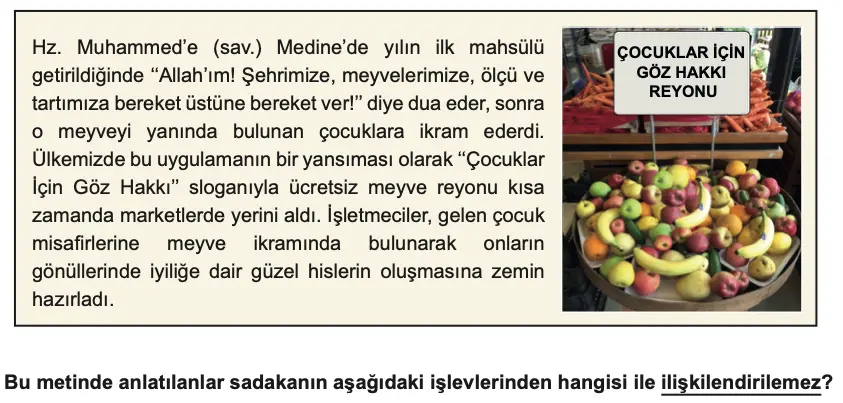 Hz. Muhammed’e (sav.) Medine’de yılın ilk mahsülü
getirildiğinde “Allah’ım! Şehrimize, meyvelerimize, ölçü ve
tartımıza bereket üstüne bereket ver!” diye dua eder, sonra
o meyveyi yanında bulunan çocuklara ikram ederdi.
Ülkemizde bu uygulamanın bir yansıması olarak “Çocuklar
İçin Göz Hakkı” sloganıyla ücretsiz meyve reyonu kısa
zamanda marketlerde yerini aldı. İşletmeciler, gelen çocuk
misafirlerine meyve ikramında bulunarak onların
gönüllerinde iyiliğe dair güzel hislerin oluşmasına zemin
hazırladı.
ÇOCUKLAR İÇİN
GÖZ HAKKI
REYONU
Bu metinde anlatılanlar sadakanın aşağıdaki işlevlerinden hangisi ile ilişkilendirilemez?